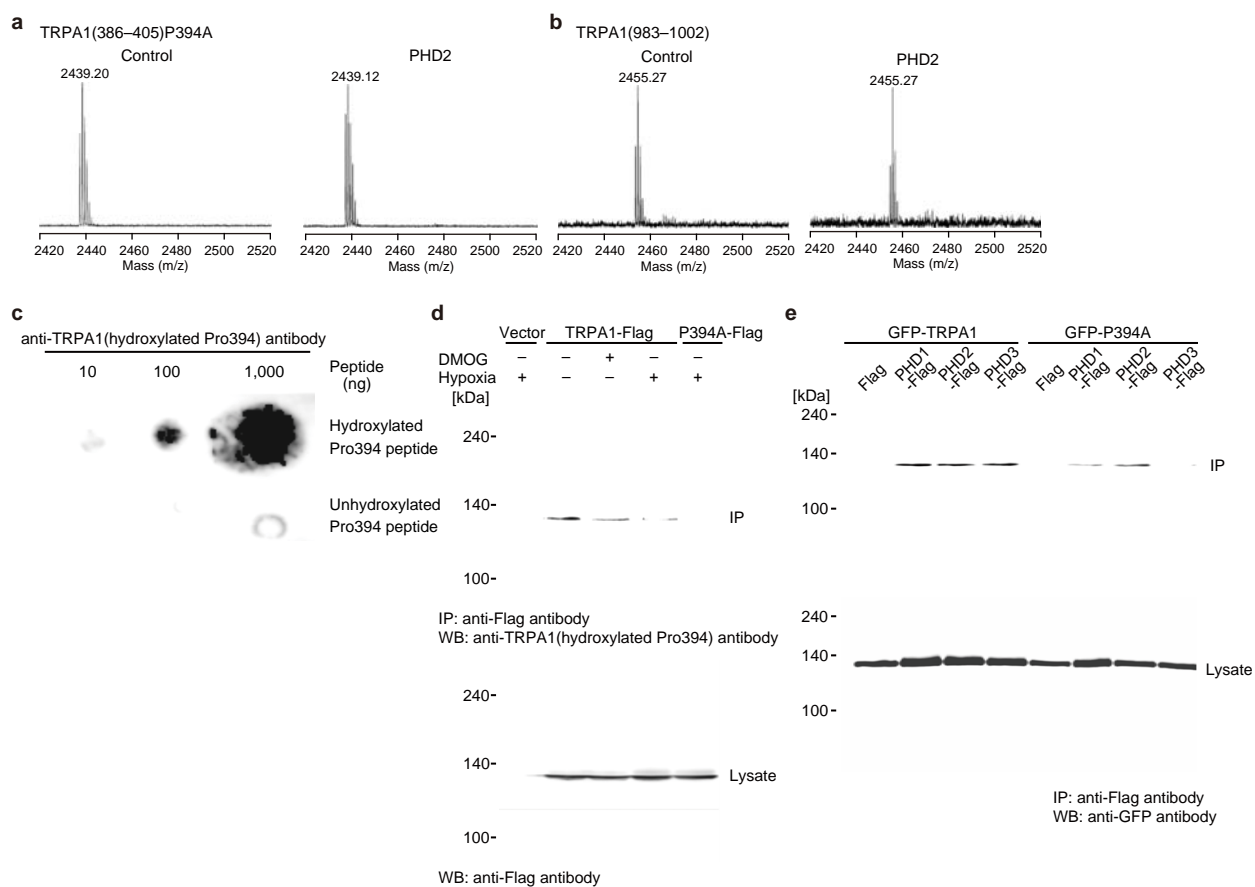 a
TRPA1(386–405)P394A
Control
PHD2
2439.20
2439.12
2420 2440 2460 2480 2500 2520
Mass (m/z)
2420 2440 2460 2480 2500 2520
Mass (m/z)
b
TRPA1(983–1002)
Control
PHD2
2455.27
2455.27
2420 2440 2460 2480 2500 2520
Mass (m/z)
2420 2440 2460 2480 2500 2520
Mass (m/z)
c
anti-TRPA1(hydroxylated Pro394) antibody
10 100 1,000
Peptide
(ng)
Hydroxylated
Pro394 peptide
Unhydroxylated
Pro394 peptide
d
Vector TRPA1-Flag P394A-Flag
DMOG – – + – –
Hypoxia + – – + +
[kDa]
240-
140-
IP
100-
IP: anti-Flag antibody
WB: anti-TRPA1(hydroxylated Pro394) antibody
240-
140-
Lysate
100-
WB: anti-Flag antibody
e
GFP-TRPA1 GFP-P394A
Flag PHD1-Flag PHD2-Flag PHD3-Flag Flag PHD1-Flag PHD2-Flag PHD3-Flag
[kDa]
240-
140-
IP
100-
240-
140-
Lysate
100-
IP: anti-Flag antibody
WB: anti-GFP antibody